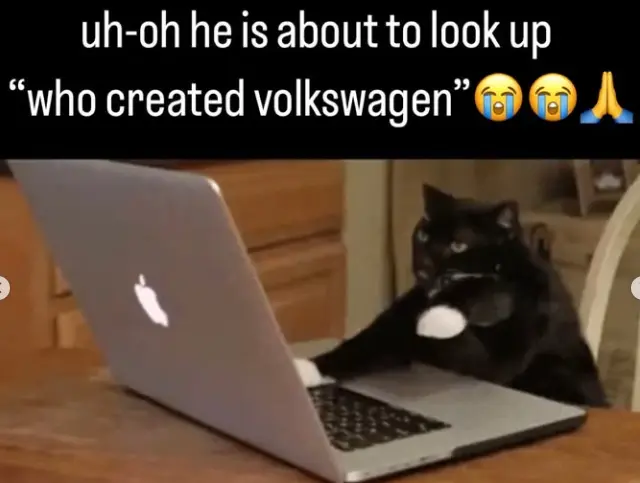 uh-oh he is about to look up
“who created volkswagen”😭😭🙏